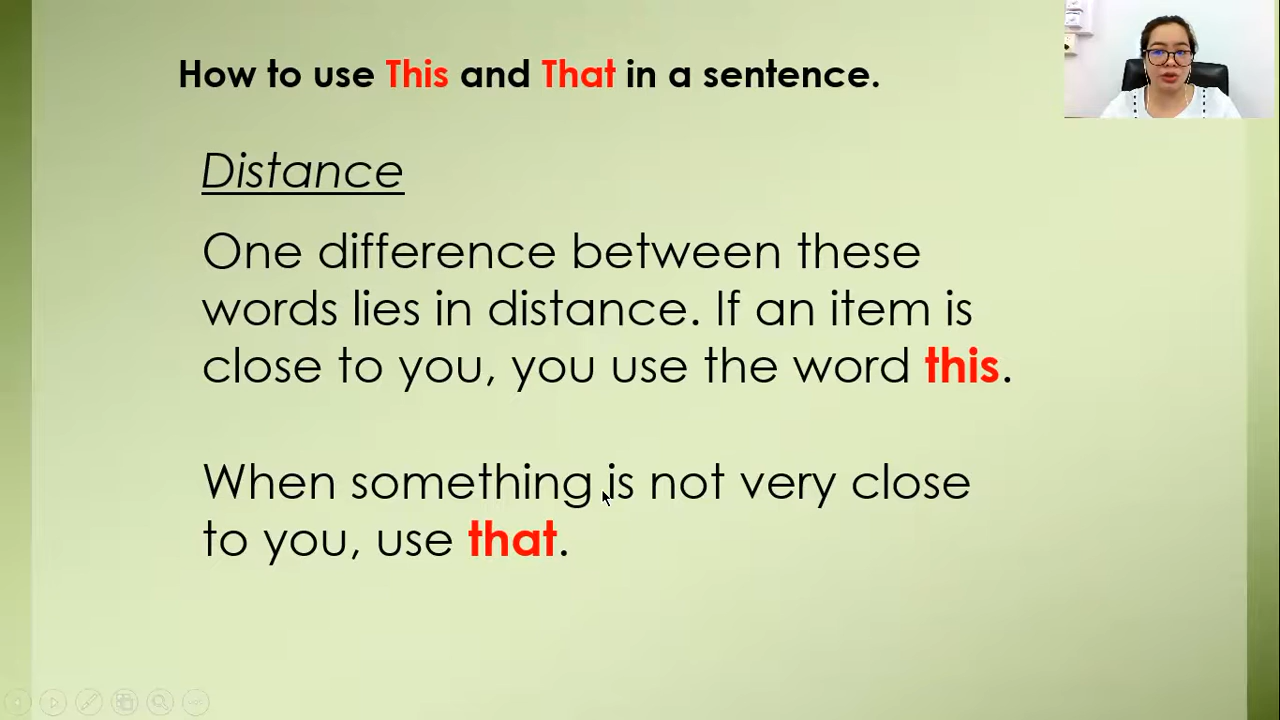 How to use This and That in a sentence.
Distance
One difference between these
words lies in distance. If an item is
close to you, you use the word this.
When something is not very close
to you, use that.